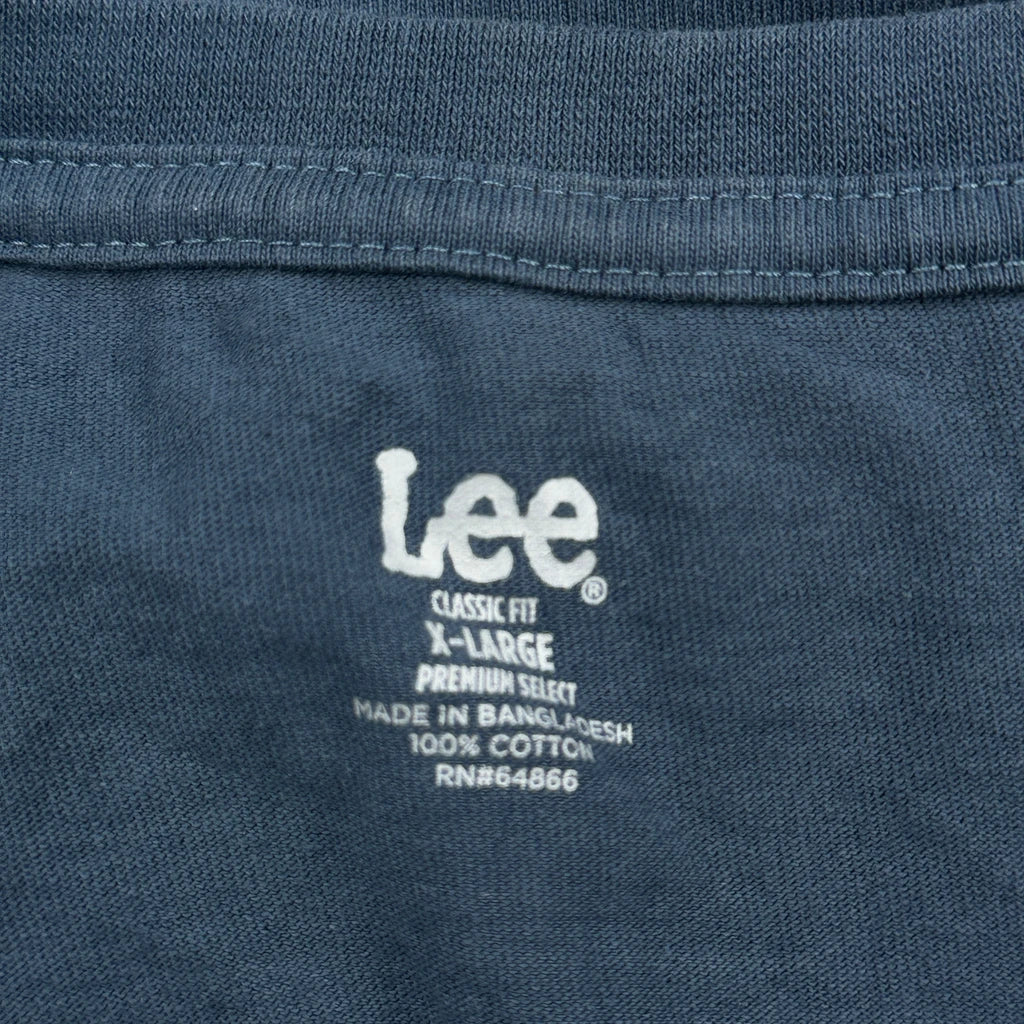 Lee®
CLASSIC FIT
X-LARGE
PREMIUM SELECT
MADE IN BANGLADESH
100% COTTON
RN#64866